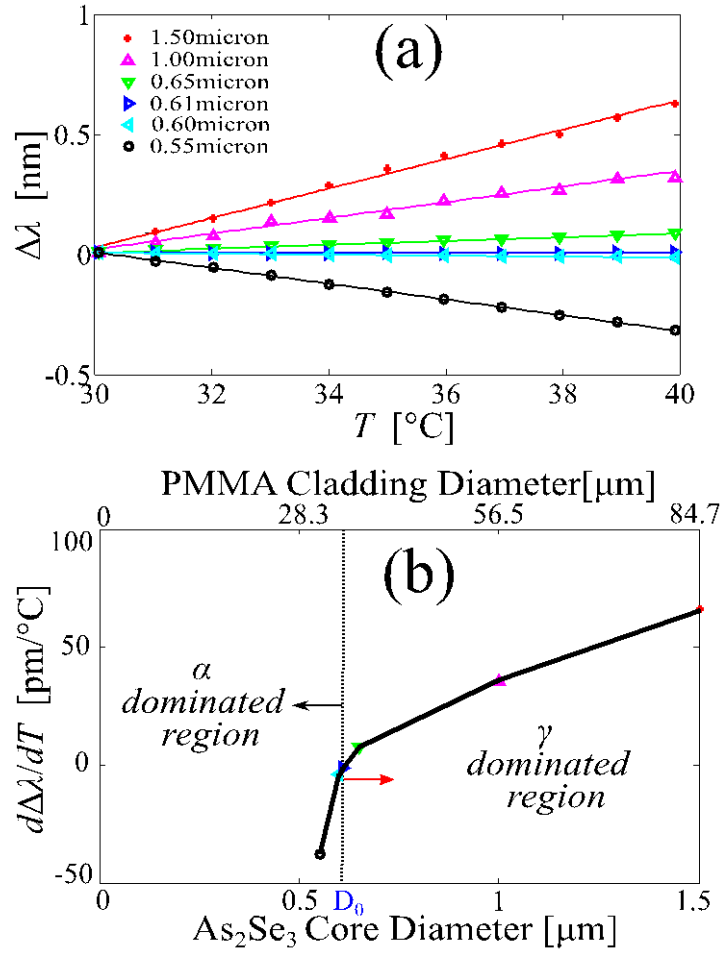 1
(a)
1.50micron
1.00micron
0.65micron
0.61micron
0.60micron
0.55micron
0.5
Δλ [nm]
0
-0.5
30 32 34 36 38 40
T [°C]
PMMA Cladding Diameter[μm]
0 28.3 56.5 84.7
100
(b)
dΔλ/dT [pm/°C]
50
α
dominated
region
γ
dominated
region
0
-50
0 0.5 D₀ 1 1.5
As₂Se₃ Core Diameter [μm]